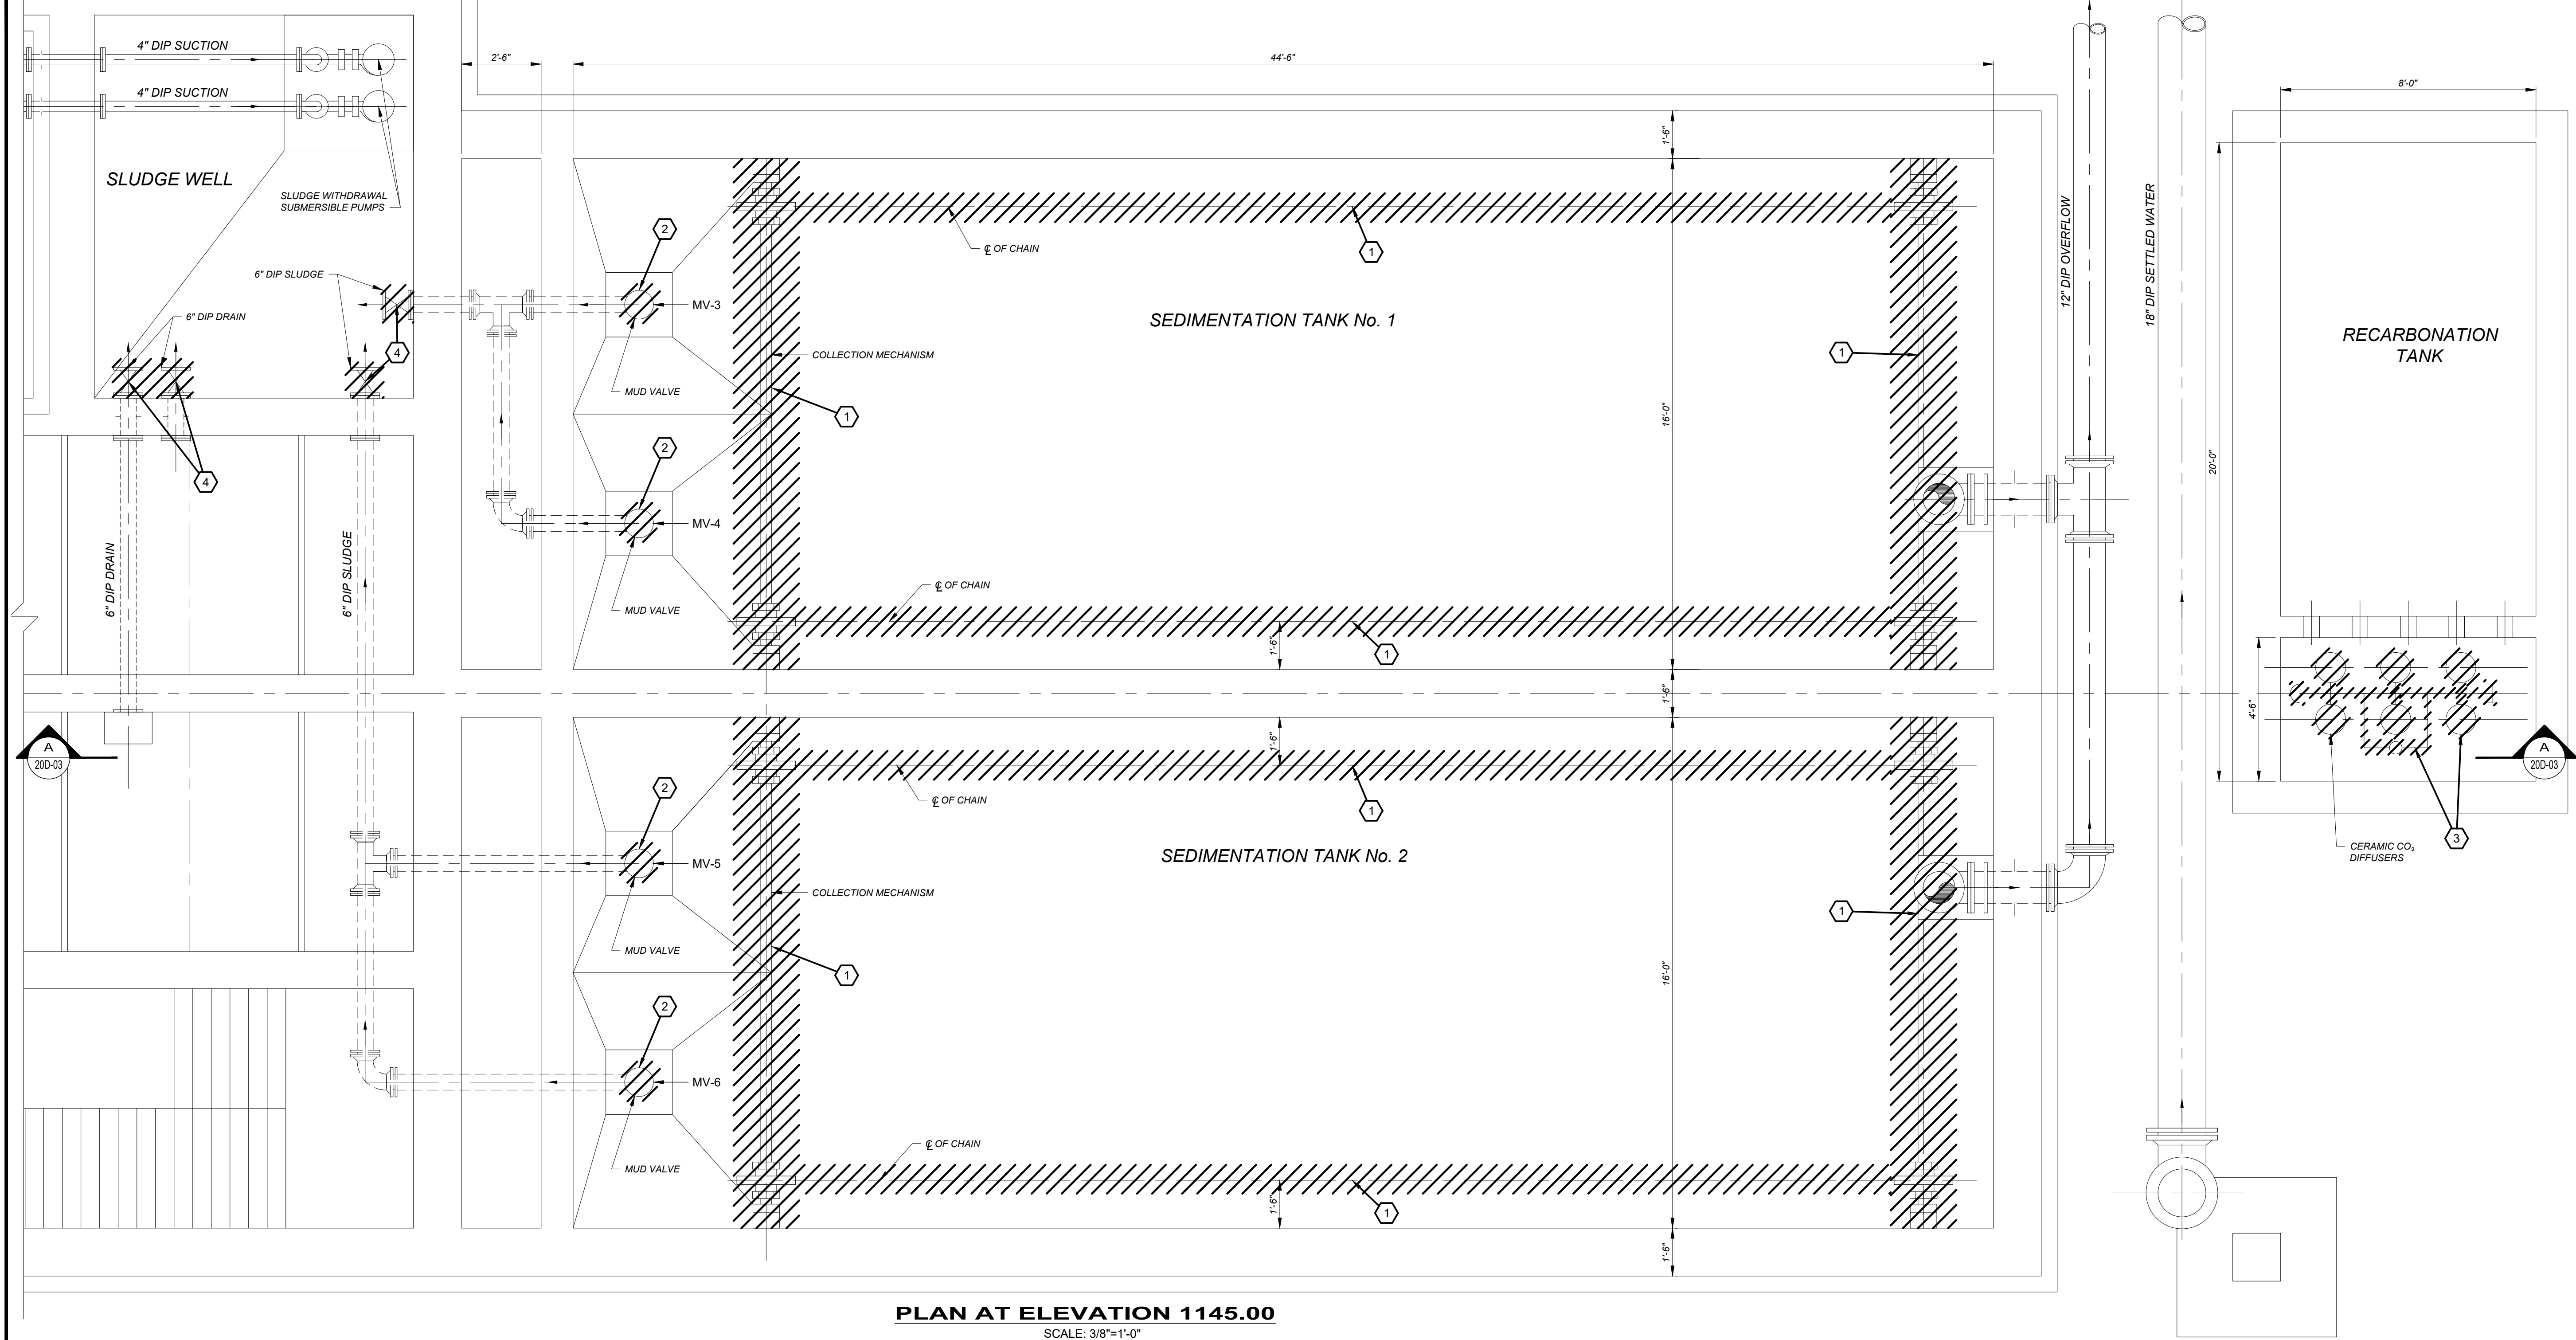 4" DIP SUCTION
4" DIP SUCTION
SLUDGE WELL
SLUDGE WITHDRAWAL
SUBMERSIBLE PUMPS
6" DIP SLUDGE
6" DIP DRAIN
4
4
6" DIP DRAIN
6" DIP SLUDGE
A
20D-03
2'-6"
44'-6"
1'-6"
2
℄ OF CHAIN
1
MV-3
SEDIMENTATION TANK No. 1
COLLECTION MECHANISM
1
MUD VALVE
1
16'-0"
2
MV-4
℄ OF CHAIN
MUD VALVE
1'-6"
1
1'-6"
1'-6"
2
℄ OF CHAIN
1
MV-5
SEDIMENTATION TANK No. 2
COLLECTION MECHANISM
1
MUD VALVE
1
16'-0"
2
MV-6
℄ OF CHAIN
MUD VALVE
1'-6"
1
1'-6"
12" DIP OVERFLOW
18" DIP SETTLED WATER
8'-0"
20'-0"
RECARBONATION
TANK
4'-6"
A
20D-03
3
CERAMIC CO₂
DIFFUSERS
PLAN AT ELEVATION 1145.00
SCALE: 3/8"=1'-0"